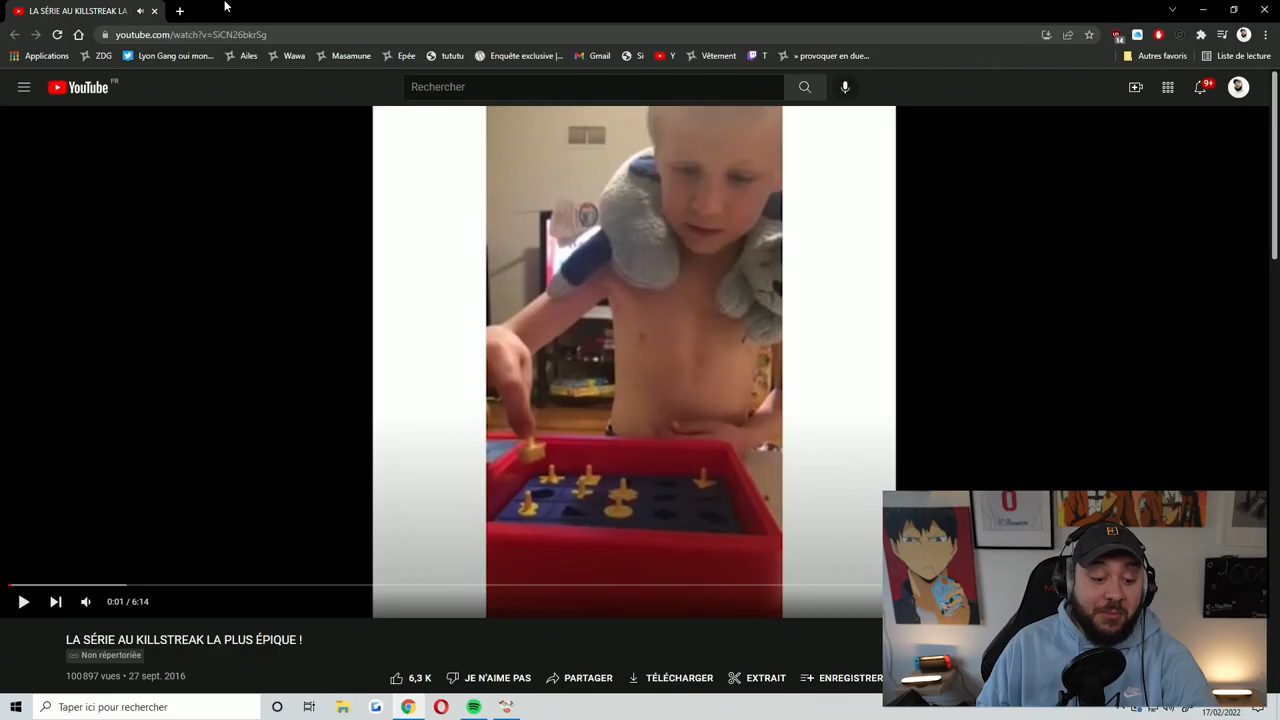 LA SÉRIE AU KILLSTREAK LA
youtube.com/watch?v=SiCN26bkrSg
14
Applications
ZDG
Lyon Gang oui mon...
Ailes
Wawa
Masamune
Epée
tututu
Enquête exclusive |...
Gmail
Si
Y
Vêtement
T
» provoquer en due...
Autres favoris
Liste de lecture
YouTube FR
Rechercher
9+
0:01 / 6:14
LA SÉRIE AU KILLSTREAK LA PLUS ÉPIQUE !
Non répertoriée
100 897 vues • 27 sept. 2016
6,3 K
JE N'AIME PAS
PARTAGER
TÉLÉCHARGER
EXTRAIT
ENREGISTRER
Taper ici pour rechercher
17/02/2022